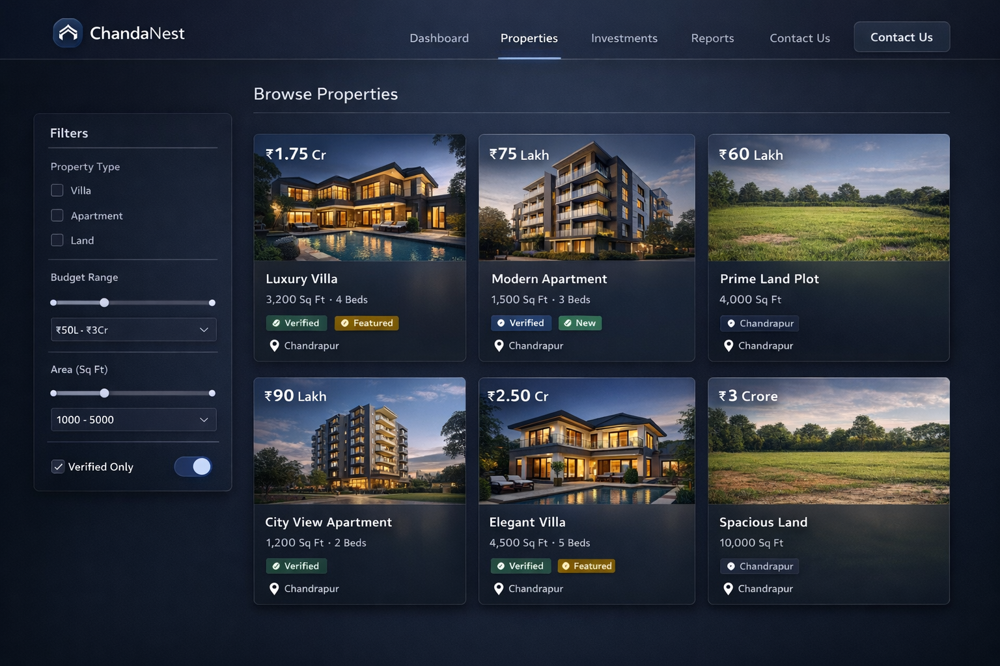 ChandaNest
Dashboard
Properties
Investments
Reports
Contact Us
Contact Us
Browse Properties
Filters
Property Type
Villa
Apartment
Land
Budget Range
₹50L - ₹3Cr
Area (Sq Ft)
1000 - 5000
Verified Only
₹1.75 Cr
Luxury Villa
3,200 Sq Ft · 4 Beds
Verified
Featured
Chandrapur
₹75 Lakh
Modern Apartment
1,500 Sq Ft · 3 Beds
Verified
New
Chandrapur
₹60 Lakh
Prime Land Plot
4,000 Sq Ft
Chandrapur
Chandrapur
₹90 Lakh
City View Apartment
1,200 Sq Ft · 2 Beds
Verified
Chandrapur
₹2.50 Cr
Elegant Villa
4,500 Sq Ft · 5 Beds
Verified
Featured
Chandrapur
₹3 Crore
Spacious Land
10,000 Sq Ft
Chandrapur
Chandrapur